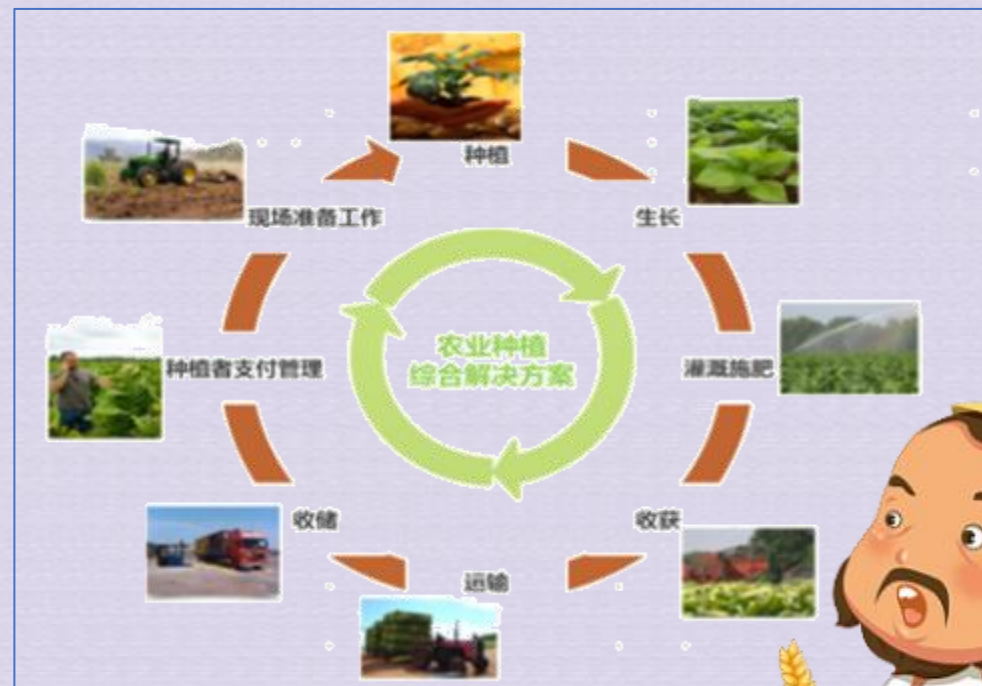 种植
现场准备工作
生长
农业种植
综合解决方案
种植者支付管理
灌溉施肥
收储
收获
运输